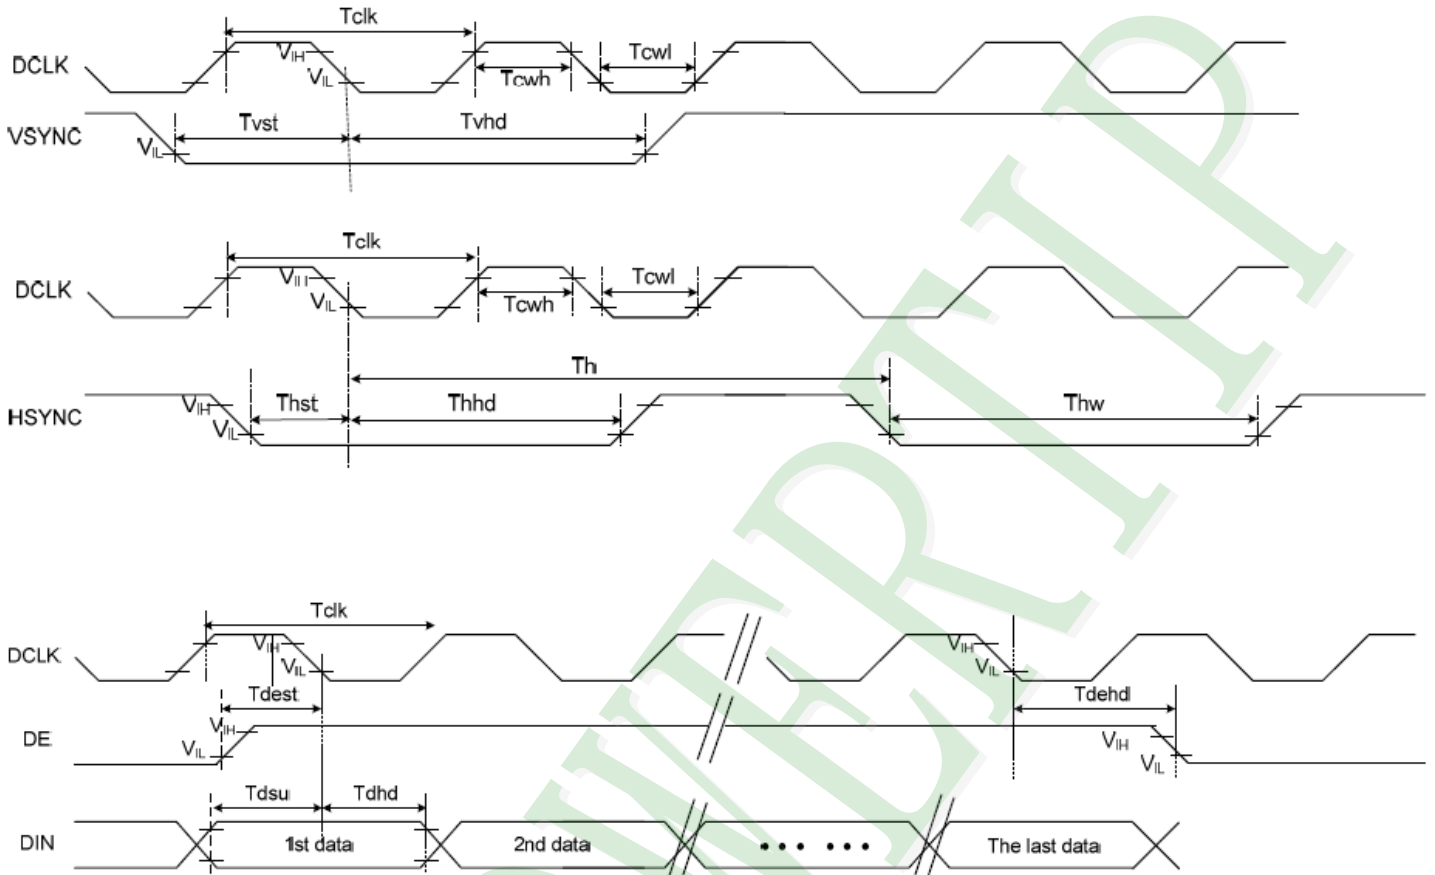 Tclk
DCLK VIH VIL Tcwh Tcwl
VSYNC VIL Tvst Tvhd
Tclk
DCLK VIH VIL Tcwh Tcwl
Th
HSYNC VIH VIL Thst Thhd Thw
Tclk
DCLK VIH VIL VIH VIL
Tdest Tdehd
DE VIH VIL VIH VIL
Tdsu Tdhd
DIN 1st data 2nd data ••• ••• The last data
POWERTIP